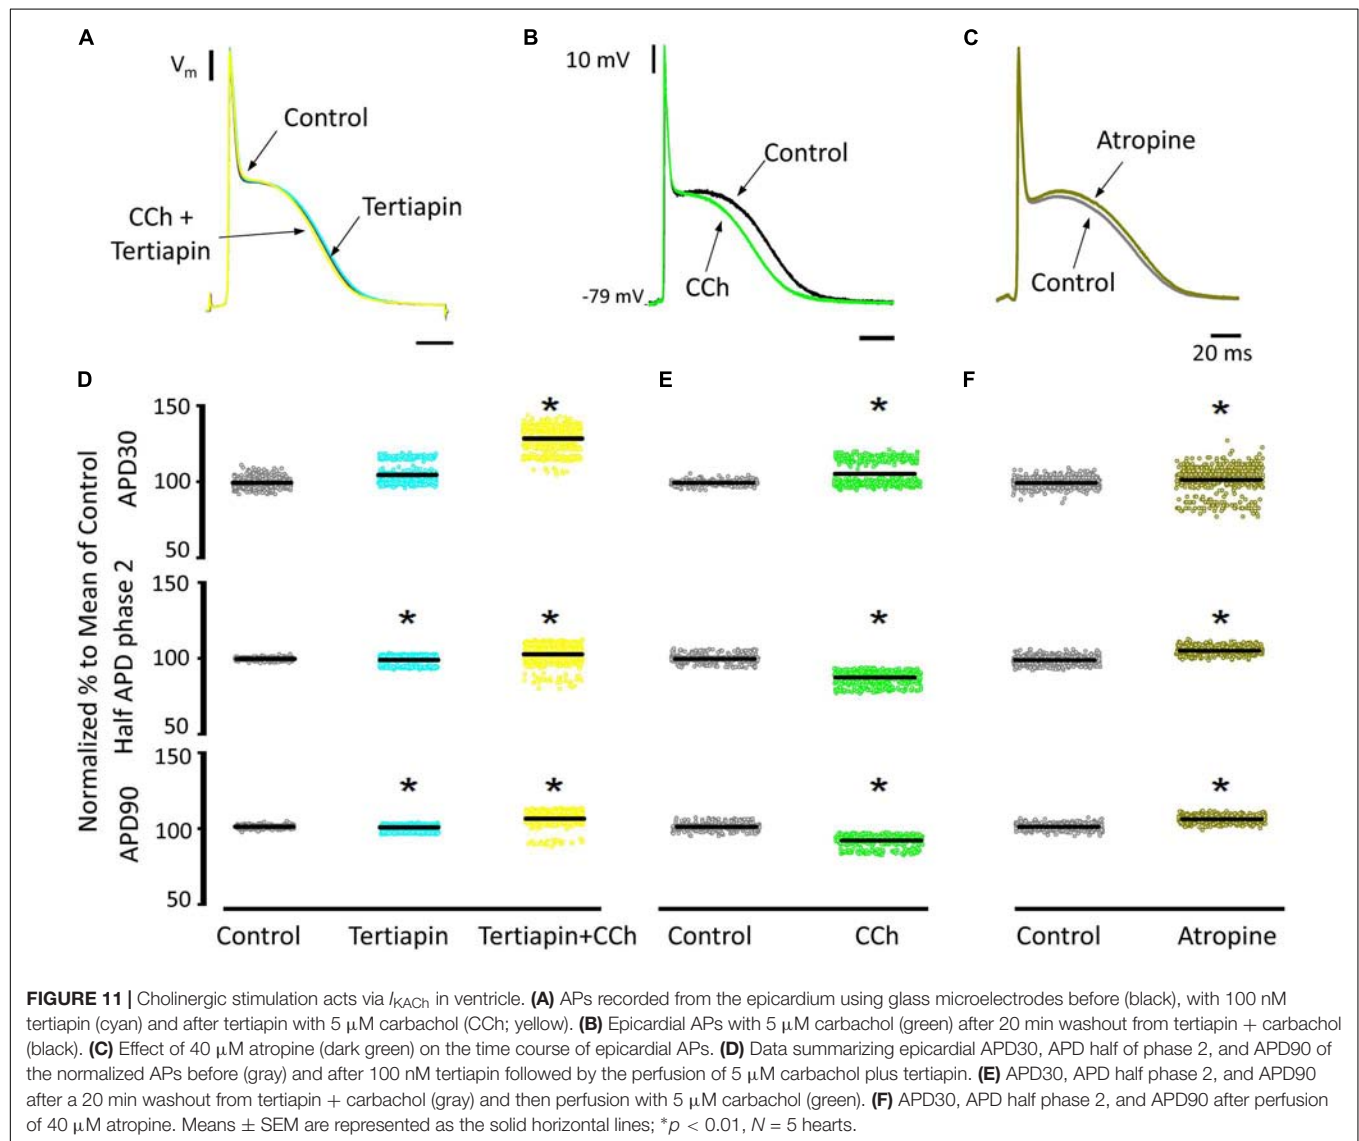 A
V_m
Control
CCh +
Tertiapin
Tertiapin
B
10 mV
Control
CCh
-79 mV
C
Atropine
Control
20 ms
D
E
F
Normalized % to Mean of Control
APD30
150
*
*
*
100
50
Half APD phase 2
150
*
*
*
*
100
50
APD90
150
*
*
*
*
100
50
Control
Tertiapin
Tertiapin+CCh
Control
CCh
Control
Atropine
FIGURE 11 | Cholinergic stimulation acts via I_KACh in ventricle. (A) APs recorded from the epicardium using glass microelectrodes before (black), with 100 nM
tertiapin (cyan) and after tertiapin with 5 μM carbachol (CCh; yellow). (B) Epicardial APs with 5 μM carbachol (green) after 20 min washout from tertiapin + carbachol
(black). (C) Effect of 40 μM atropine (dark green) on the time course of epicardial APs. (D) Data summarizing epicardial APD30, APD half of phase 2, and APD90 of
the normalized APs before (gray) and after 100 nM tertiapin followed by the perfusion of 5 μM carbachol plus tertiapin. (E) APD30, APD half phase 2, and APD90
after a 20 min washout from tertiapin + carbachol (gray) and then perfusion with 5 μM carbachol (green). (F) APD30, APD half phase 2, and APD90 after perfusion
of 40 μM atropine. Means ± SEM are represented as the solid horizontal lines; *p < 0.01, N = 5 hearts.